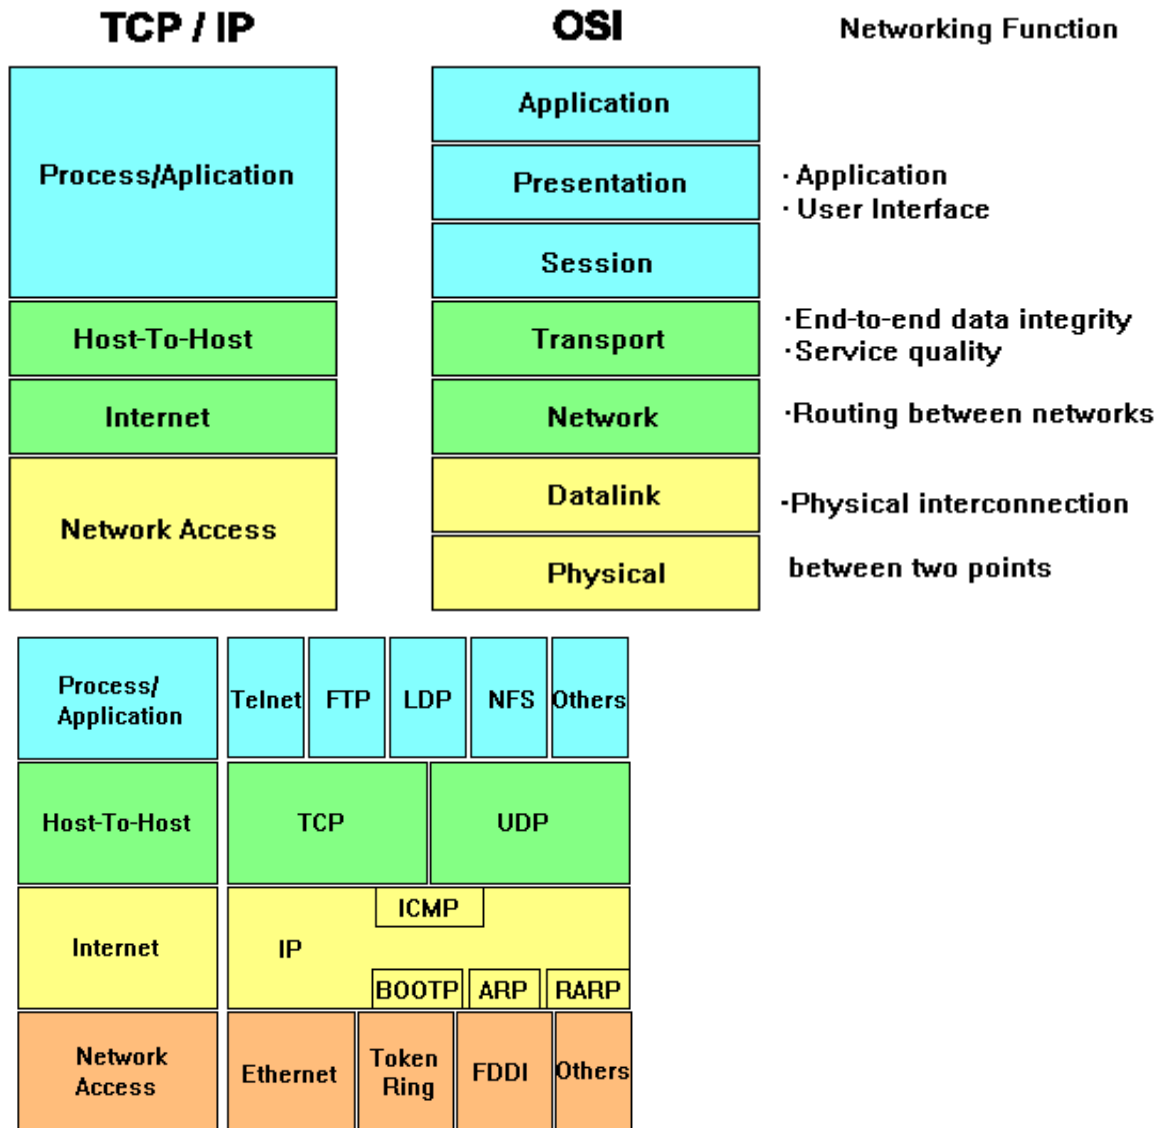 TCP / IP
OSI
Networking Function
Process/Aplication
Application
Presentation
Session
· Application
· User Interface
Host-To-Host
Transport
·End-to-end data integrity
·Service quality
Internet
Network
·Routing between networks
Network Access
Datalink
Physical
·Physical interconnection
between two points
Process/
Application
Telnet
FTP
LDP
NFS
Others
Host-To-Host
TCP
UDP
Internet
IP
ICMP
BOOTP
ARP
RARP
Network
Access
Ethernet
Token
Ring
FDDI
Others